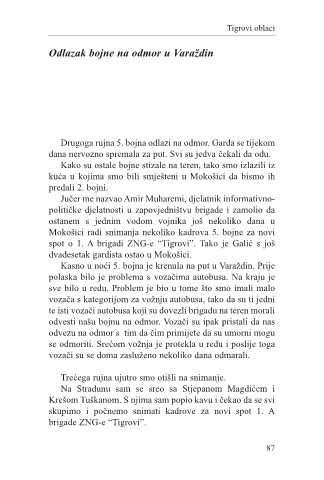 Tigrovi oblaci
Odlazak bojne na odmor u Varaždin
Drugoga rujna 5. bojna odlazi na odmor. Garda se tijekom
dana nervozno spremala za put. Svi su jedva čekali da odu.
Kako su ostale bojne stizale na teren, tako smo izlazili iz
kuća u kojima smo bili smješteni u Mokošici da bismo ih
predali 2. bojni.
Jučer me nazvao Amir Muharemi, djelatnik informativno-
političke djelatnosti u zapovjedništvu brigade i zamolio da
ostanem s jednim vodom vojnika još nekoliko dana u
Mokošici radi snimanja nekoliko kadrova 5. bojne za novi
spot o 1. A brigadi ZNG-e “Tigrovi”. Tako je Galić s još
dvadesetak gardista ostao u Mokošici.
Kasno u noći 5. bojna je krenula na put u Varaždin. Prije
polaska bilo je problema s vozačima autobusa. Na kraju je
sve bilo u redu. Problem je bio u tome što smo imali malo
vozača s kategorijom za vožnju autobusa, tako da su ti jedni
te isti vozači autobusa koji su dovezli brigadu na teren morali
odvesti našu bojnu na odmor. Vozači su ipak pristali da nas
odvezu na odmor s  tim da čim primijete da su umorni mogu
se odmoriti. Srećom vožnja je protekla u redu i poslije toga
vozači su se doma zasluženo nekoliko dana odmarali.
Trećega rujna ujutro smo otišli na snimanje.
Na Stradunu sam se sreo sa Stjepanom Magdićem i
Krešom Tuškanom. S njima sam popio kavu i čekao da se svi
skupimo i počnemo snimati kadrove za novi spot 1. A
brigade ZNG-e “Tigrovi”.
87